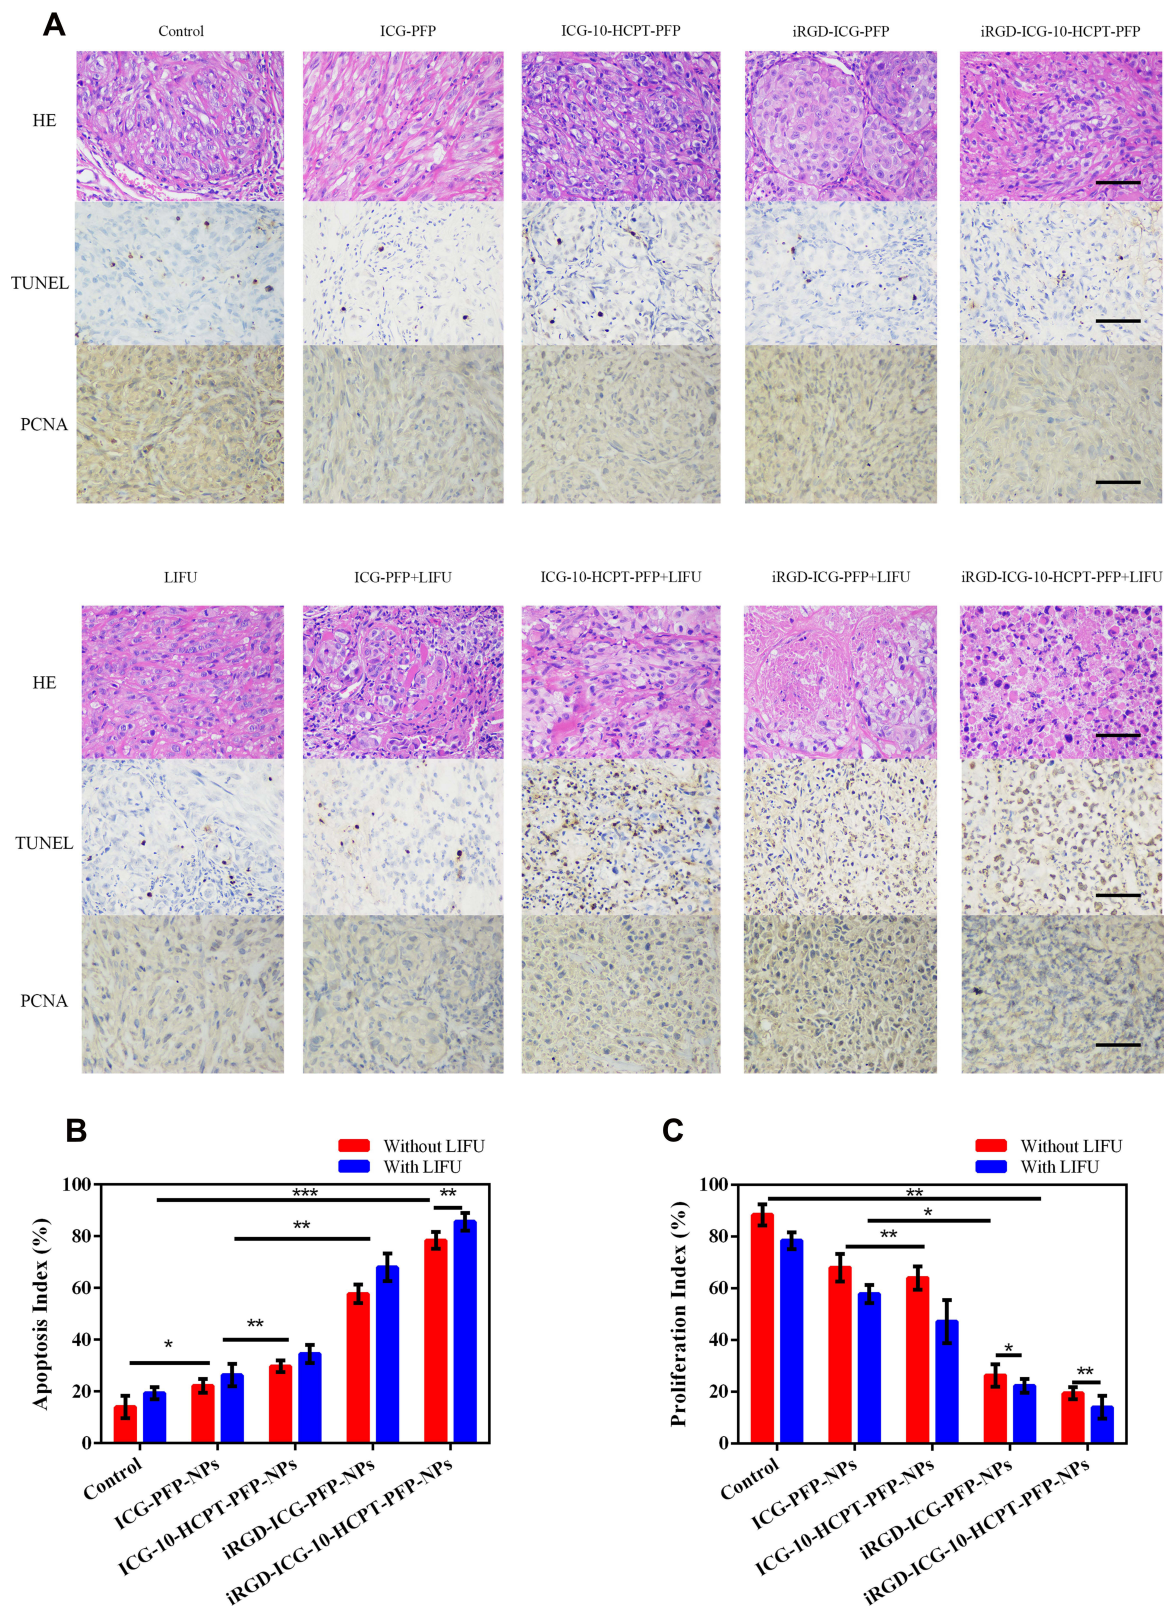 A
Control ICG-PFP ICG-10-HCPT-PFP iRGD-ICG-PFP iRGD-ICG-10-HCPT-PFP
HE
TUNEL
PCNA
LIFU ICG-PFP+LIFU ICG-10-HCPT-PFP+LIFU iRGD-ICG-PFP+LIFU iRGD-ICG-10-HCPT-PFP+LIFU
HE
TUNEL
PCNA
B
Without LIFU
With LIFU
Apoptosis Index (%)
100
80
60
40
20
0
***
**
**
**
*
Control
ICG-PFP-NPs
ICG-10-HCPT-PFP-NPs
iRGD-ICG-PFP-NPs
iRGD-ICG-10-HCPT-PFP-NPs
C
Without LIFU
With LIFU
Proliferation Index (%)
100
80
60
40
20
0
**
*
**
*
**
Control
ICG-PFP-NPs
ICG-10-HCPT-PFP-NPs
iRGD-ICG-PFP-NPs
iRGD-ICG-10-HCPT-PFP-NPs